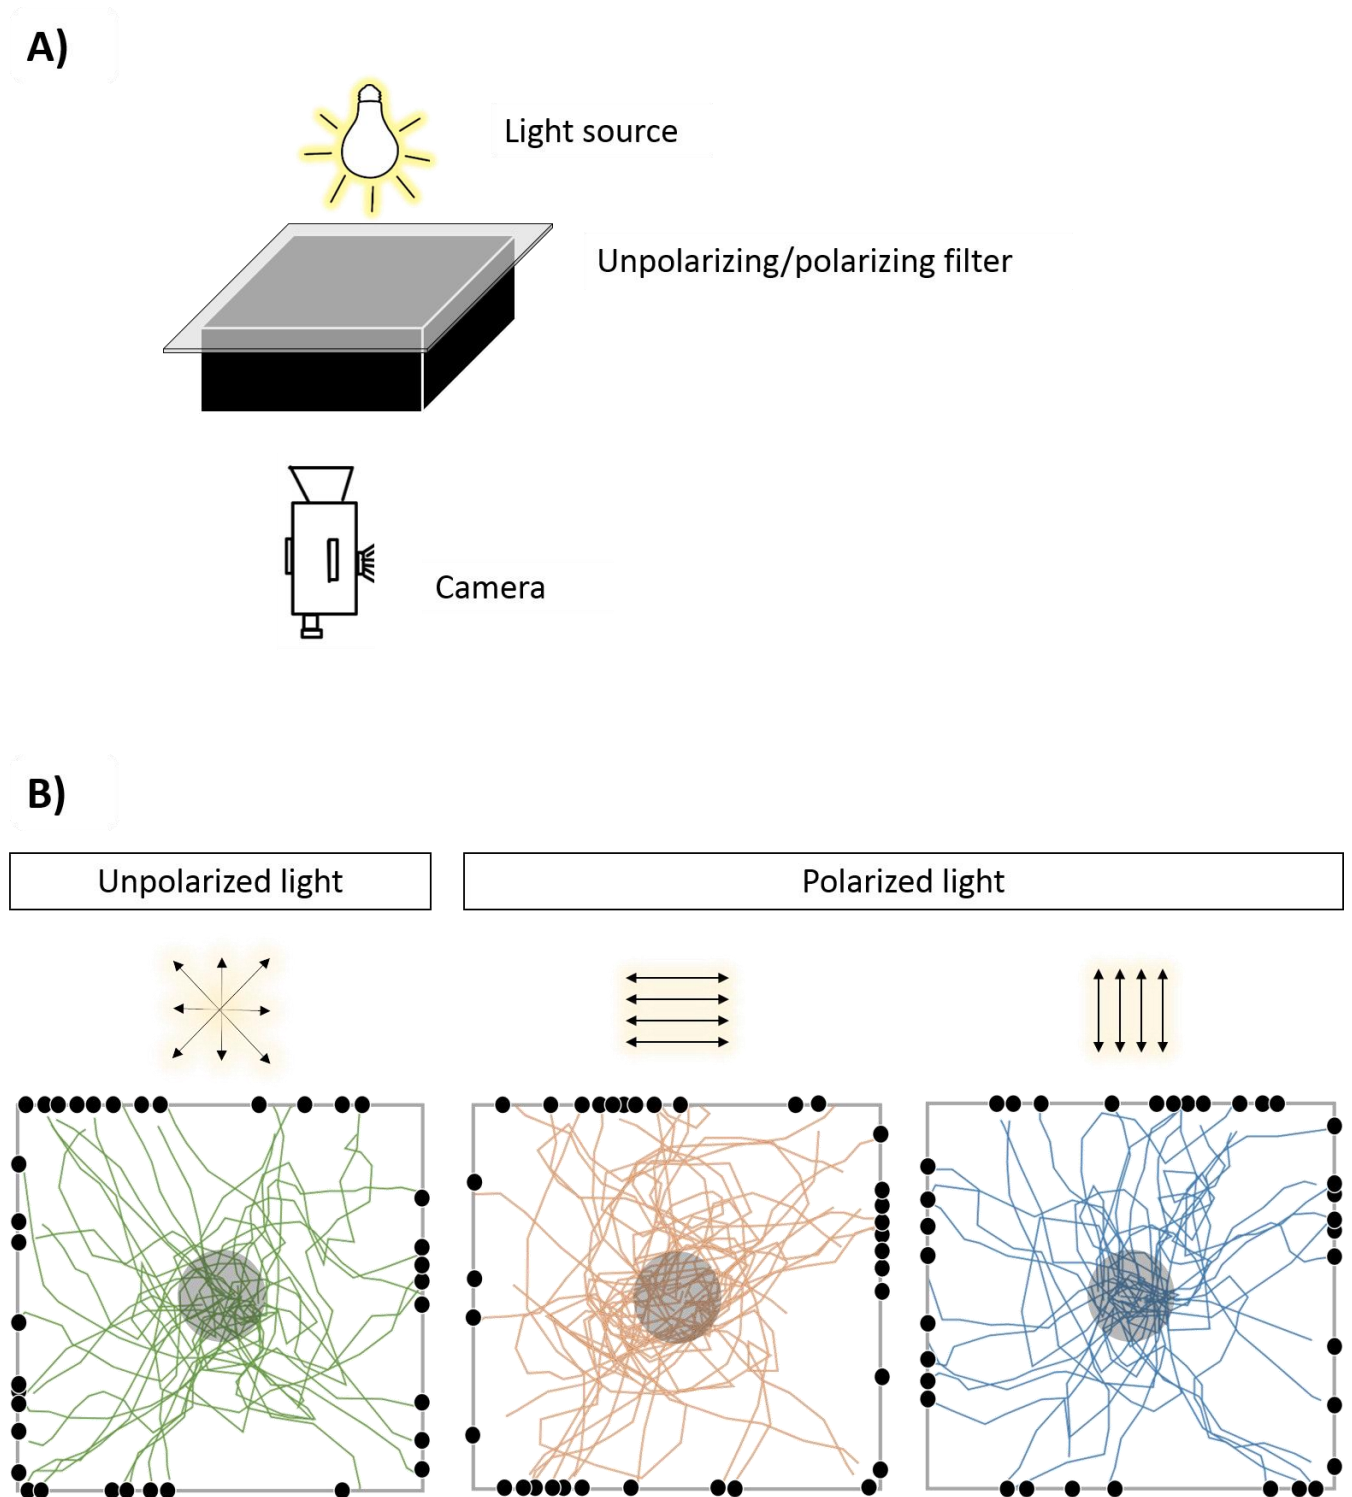 A)
Light source
Unpolarizing/polarizing filter
Camera
B)
Unpolarized light
Polarized light